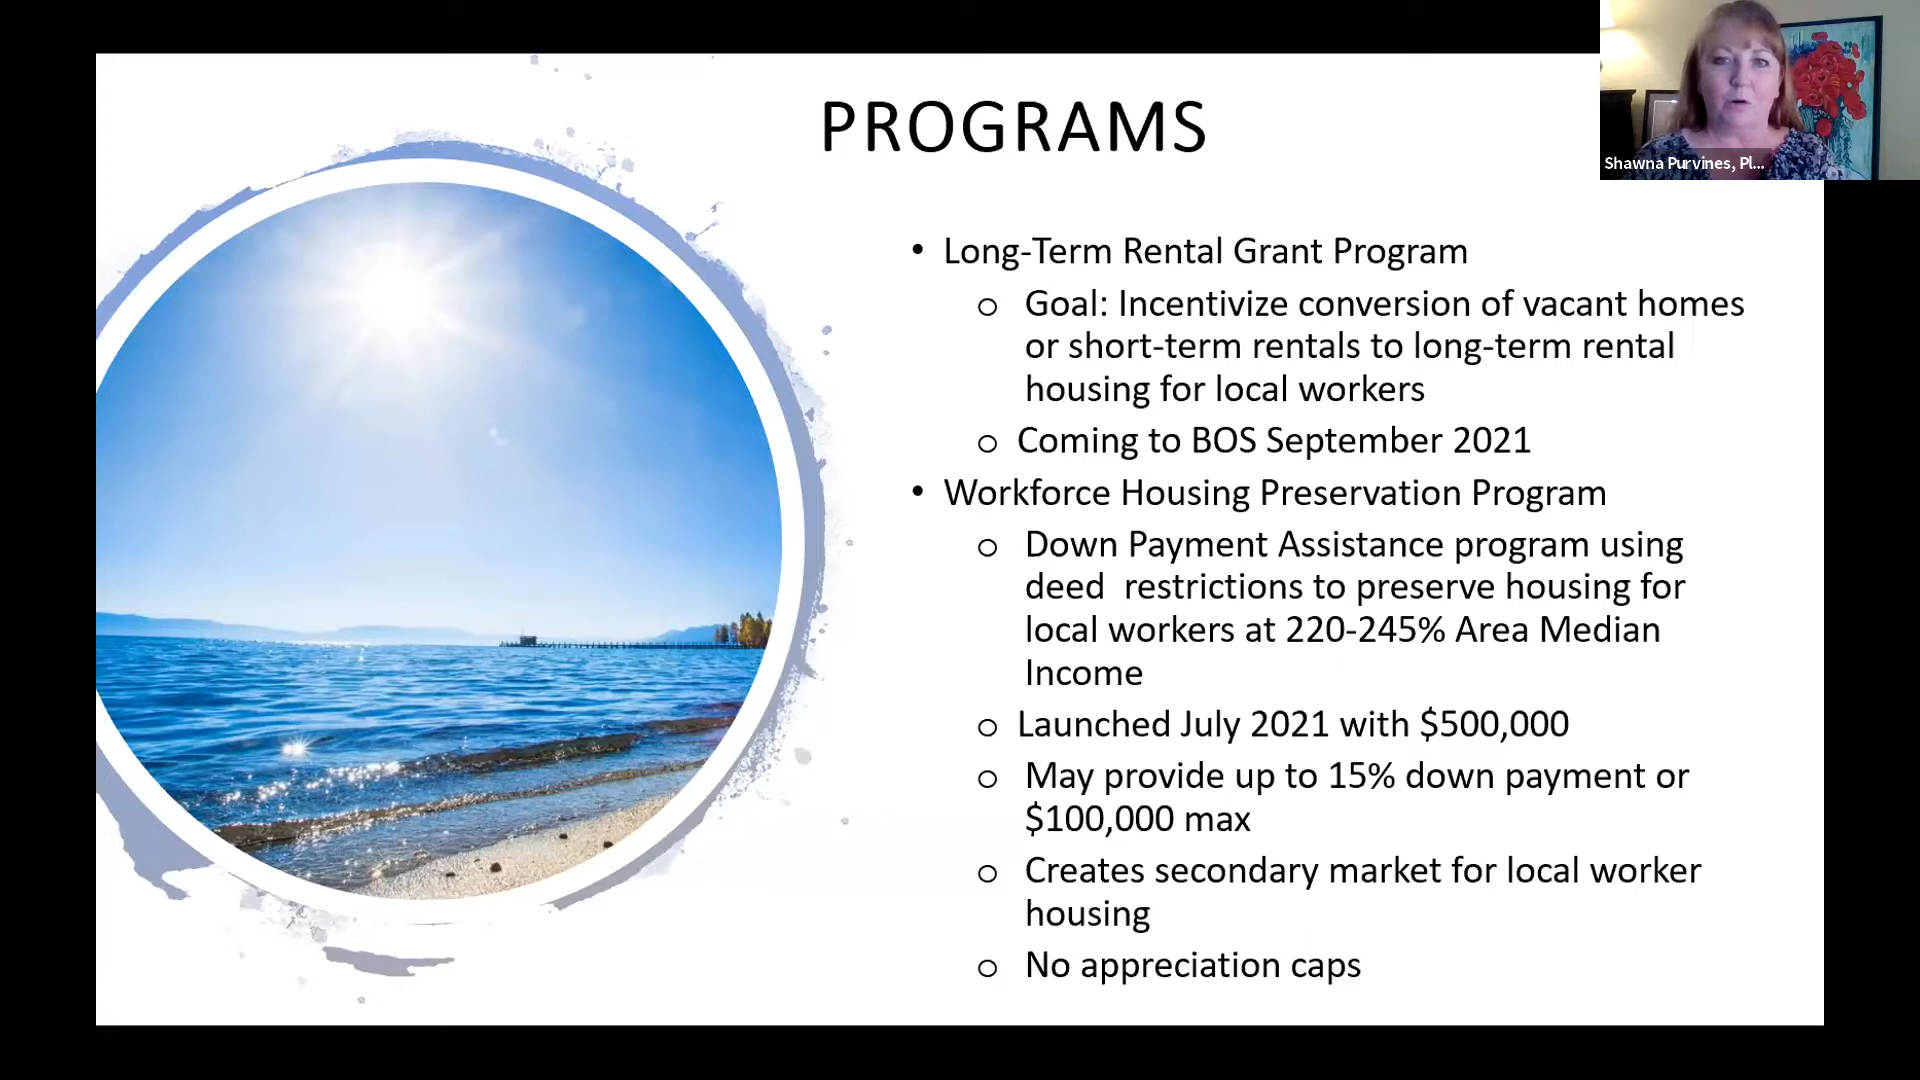 PROGRAMS
Shawna Purvines, Pl...
• Long-Term Rental Grant Program
o Goal: Incentivize conversion of vacant homes
or short-term rentals to long-term rental
housing for local workers
o Coming to BOS September 2021
• Workforce Housing Preservation Program
o Down Payment Assistance program using
deed  restrictions to preserve housing for
local workers at 220-245% Area Median
Income
o Launched July 2021 with $500,000
o May provide up to 15% down payment or
$100,000 max
o Creates secondary market for local worker
housing
o No appreciation caps